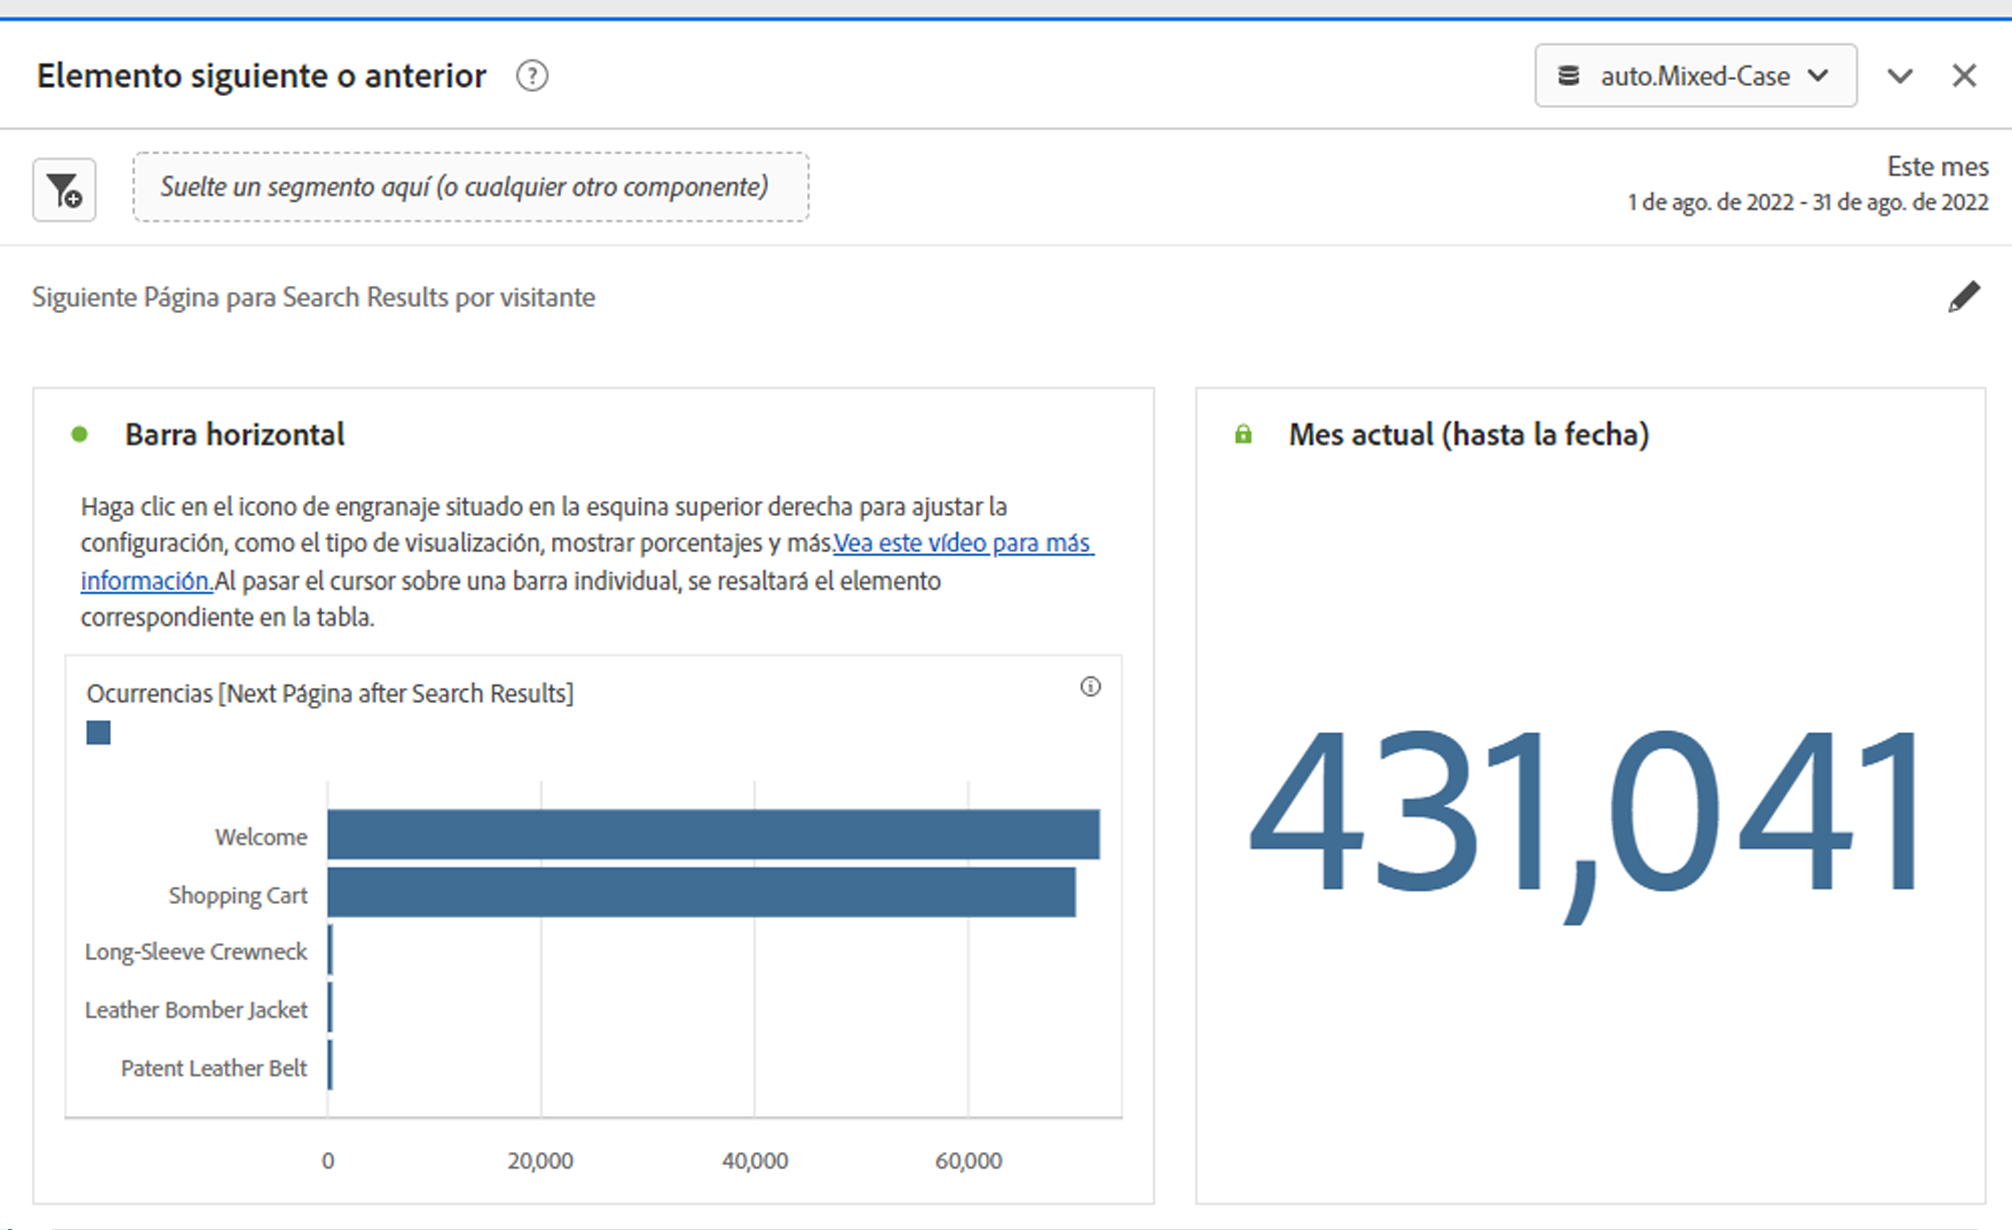 Elemento siguiente o anterior ?
auto.Mixed-Case
Suelte un segmento aquí (o cualquier otro componente)
Este mes
1 de ago. de 2022 - 31 de ago. de 2022
Siguiente Página para Search Results por visitante
Barra horizontal
Haga clic en el icono de engranaje situado en la esquina superior derecha para ajustar la
configuración, como el tipo de visualización, mostrar porcentajes y más.Vea este vídeo para más
información.Al pasar el cursor sobre una barra individual, se resaltará el elemento
correspondiente en la tabla.
Ocurrencias [Next Página after Search Results]
Welcome
Shopping Cart
Long-Sleeve Crewneck
Leather Bomber Jacket
Patent Leather Belt
0 20,000 40,000 60,000
Mes actual (hasta la fecha)
431,041